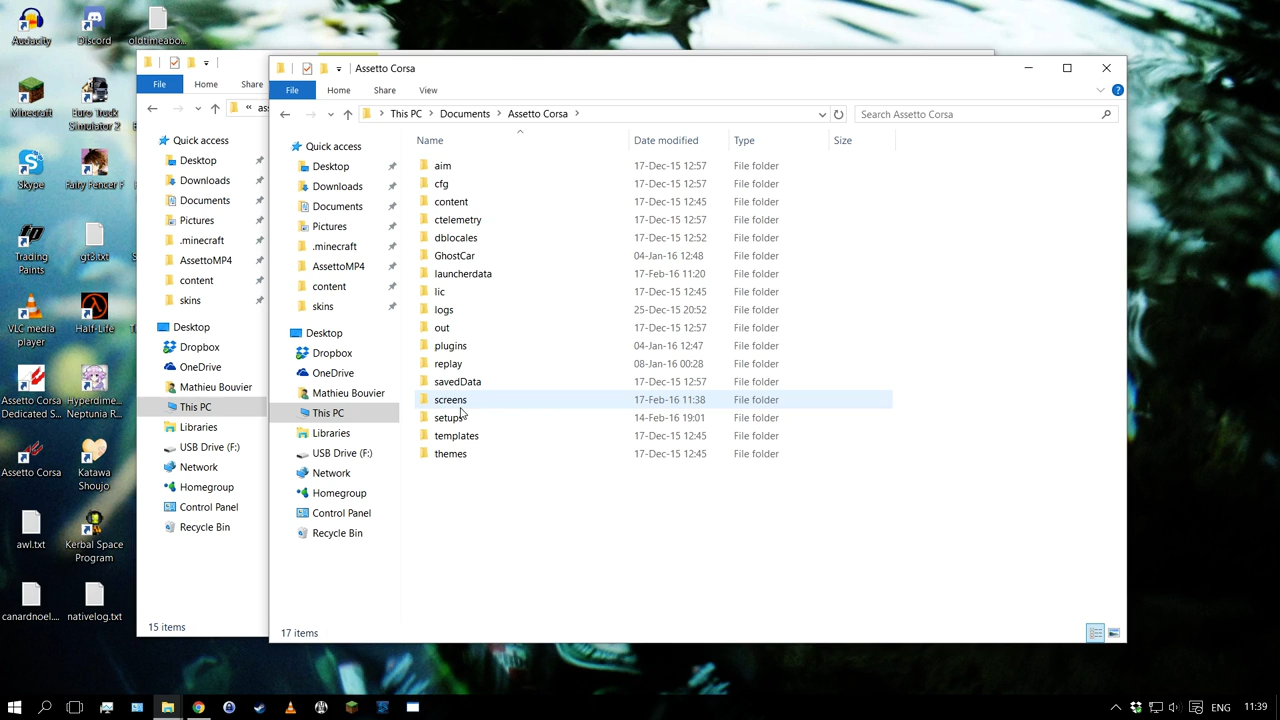 Audacity
Discord
oldtimeabo...
Minecraft
Euro Truck
Simulator 2
Skype
Fairy Fencer F
Trading
Paints
gt3.txt
VLC media
player
Half-Life
Assetto Corsa
Dedicated S...
Hyperdime...
Neptunia R...
Assetto Corsa
Katawa
Shoujo
awl.txt
Kerbal Space
Program
canardnoel....
nativelog.txt
File
Home
Share
« ass
Quick access
Desktop
Downloads
Documents
Pictures
.minecraft
AssettoMP4
content
skins
Desktop
Dropbox
OneDrive
Mathieu Bouvier
This PC
Libraries
USB Drive (F:)
Network
Homegroup
Control Panel
Recycle Bin
15 items
Assetto Corsa
File
Home
Share
View
This PC
Documents
Assetto Corsa
Search Assetto Corsa
Quick access
Desktop
Downloads
Documents
Pictures
.minecraft
AssettoMP4
content
skins
Desktop
Dropbox
OneDrive
Mathieu Bouvier
This PC
Libraries
USB Drive (F:)
Network
Homegroup
Control Panel
Recycle Bin
Name Date modified Type Size
aim 17-Dec-15 12:57 File folder
cfg 17-Dec-15 12:57 File folder
content 17-Dec-15 12:45 File folder
ctelemetry 17-Dec-15 12:57 File folder
dblocales 17-Dec-15 12:52 File folder
GhostCar 04-Jan-16 12:48 File folder
launcherdata 17-Feb-16 11:20 File folder
lic 17-Dec-15 12:45 File folder
logs 25-Dec-15 20:52 File folder
out 17-Dec-15 12:57 File folder
plugins 04-Jan-16 12:47 File folder
replay 08-Jan-16 00:28 File folder
savedData 17-Dec-15 12:57 File folder
screens 17-Feb-16 11:38 File folder
setups 14-Feb-16 19:01 File folder
templates 17-Dec-15 12:45 File folder
themes 17-Dec-15 12:45 File folder
17 items
ENG
11:39